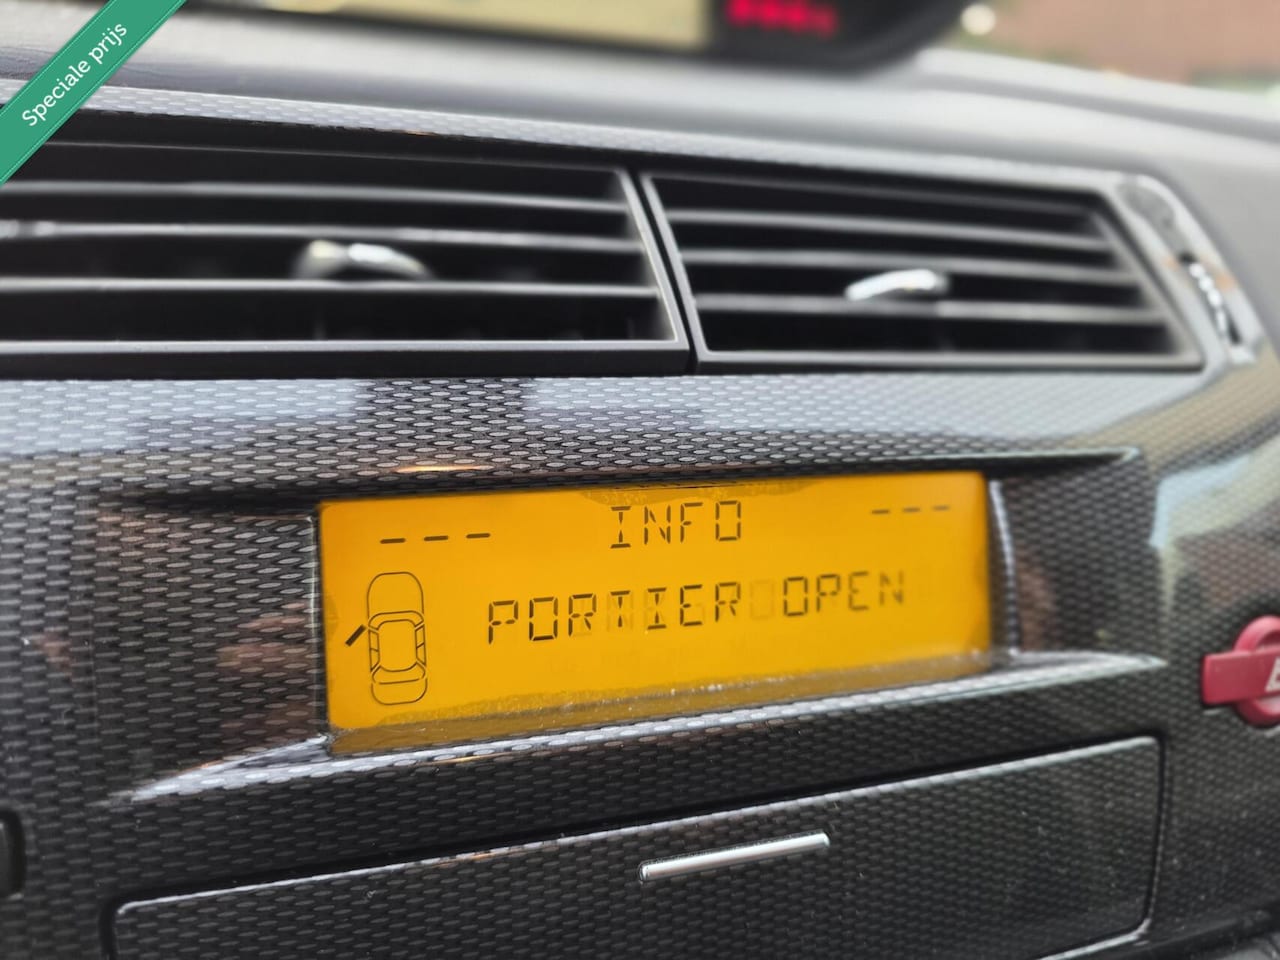 Speciale prijs
--- INFO ---
PORTIER OPEN